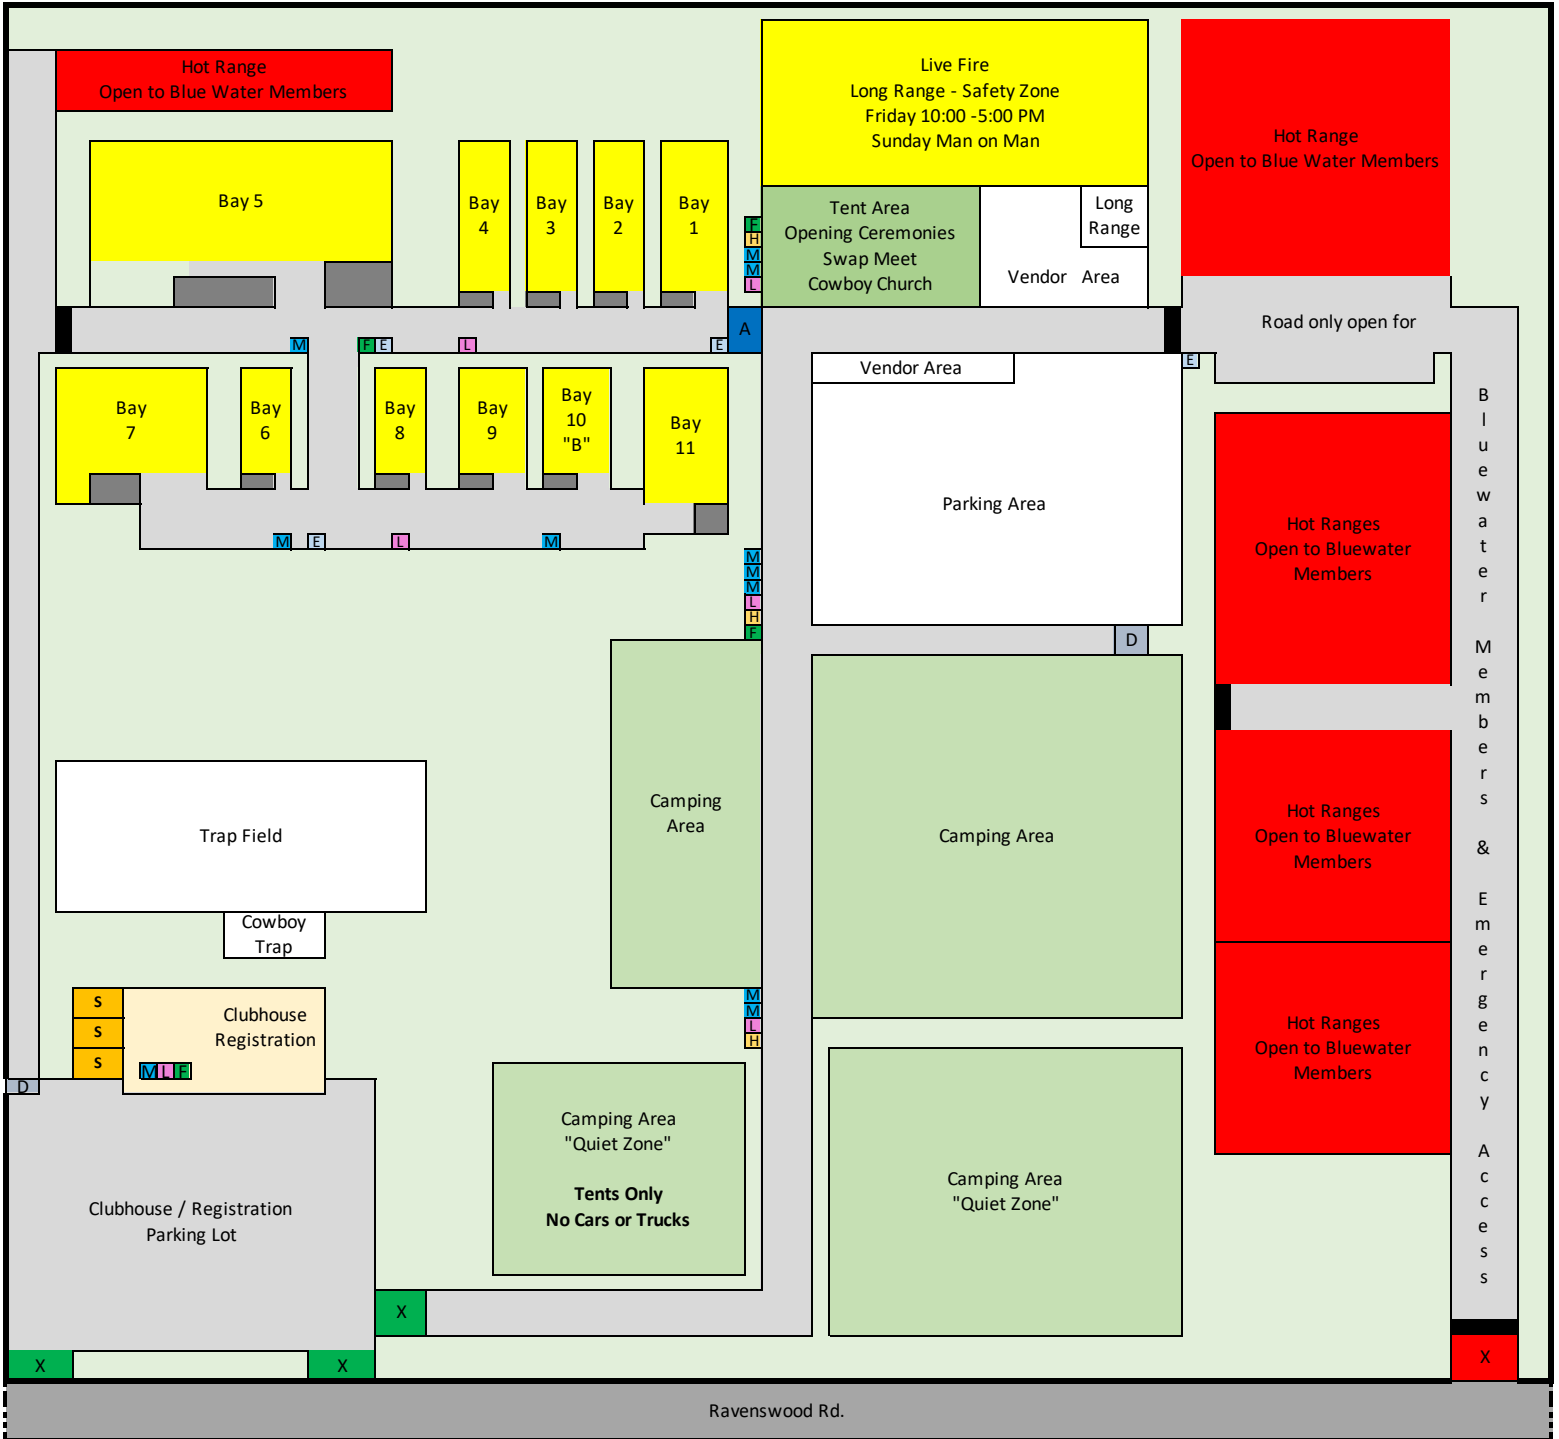 Hot Range
Open to Blue Water Members
Live Fire
Long Range - Safety Zone
Friday 10:00 -5:00 PM
Sunday Man on Man
Hot Range
Open to Blue Water Members
Bay 5
Bay
4
Bay
3
Bay
2
Bay
1
F
H
M
M
L
Tent Area
Opening Ceremonies
Swap Meet
Cowboy Church
Long
Range
Vendor Area
A
Road only open for
M
F E
L
E
Vendor Area
E
Bay
7
Bay
6
Bay
8
Bay
9
Bay
10
"B"
Bay
11
Parking Area
Bluewater Members & Emergency Access
Hot Ranges
Open to Bluewater
Members
M
E
L
M
M
M
M
L
H
F
D
Camping
Area
Camping Area
Hot Ranges
Open to Bluewater
Members
Trap Field
Cowboy
Trap
M
M
L
H
S
S
S
Clubhouse
Registration
M L F
D
Hot Ranges
Open to Bluewater
Members
Camping Area
"Quiet Zone"
Tents Only
No Cars or Trucks
Camping Area
"Quiet Zone"
Clubhouse / Registration
Parking Lot
X
X
X
X
Ravenswood Rd.